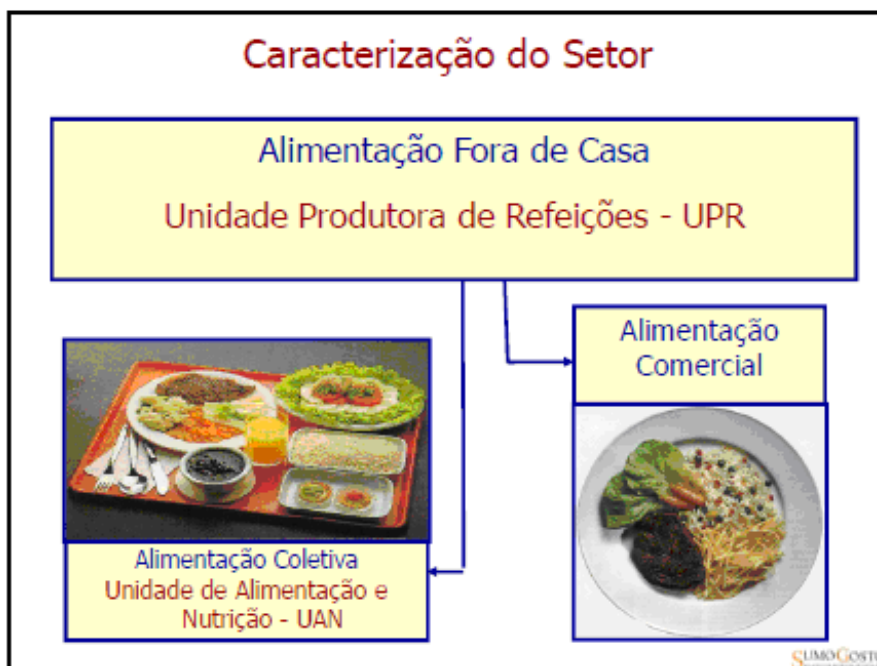 Caracterização do Setor
Alimentação Fora de Casa
Unidade Produtora de Refeições - UPR
Alimentação
Comercial
Alimentação Coletiva
Unidade de Alimentação e
Nutrição - UAN
SUMOGOSTO